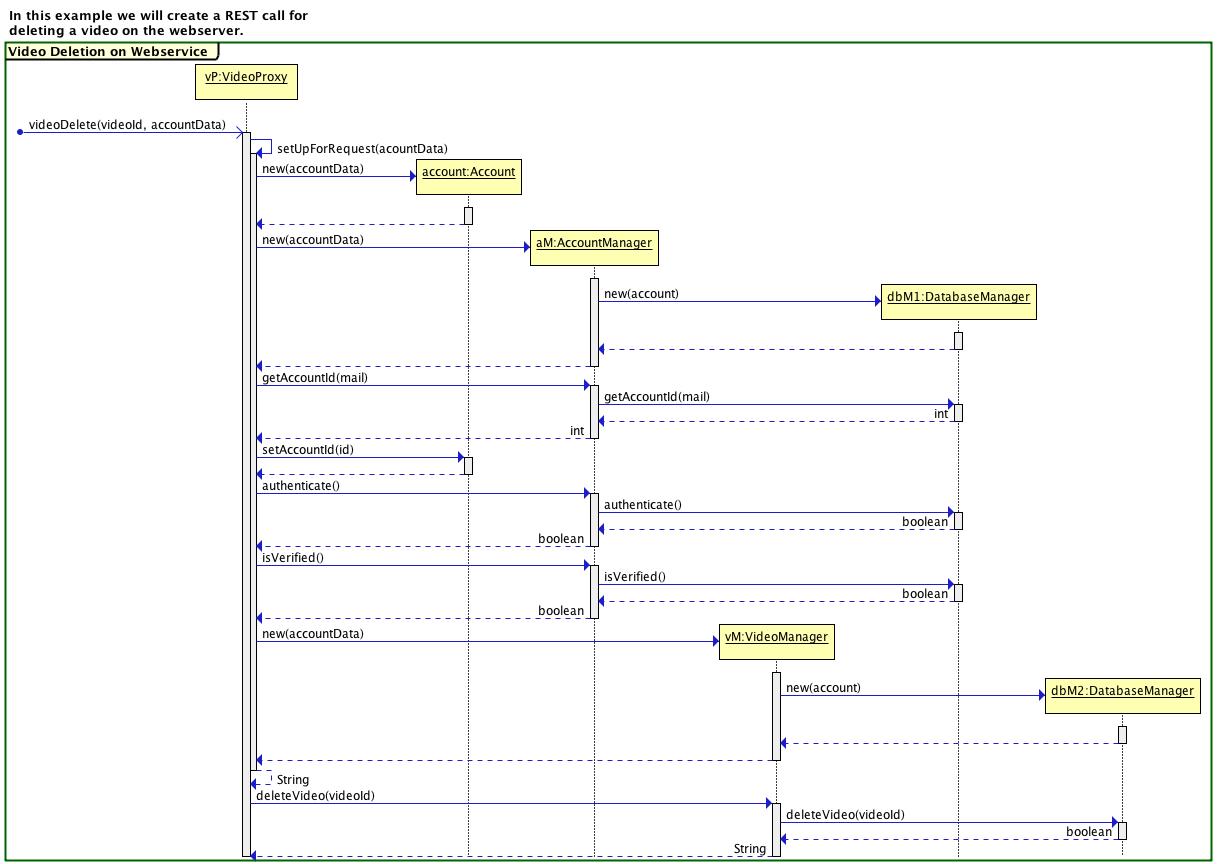 In this example we will create a REST call for
deleting a video on the webserver.
Video Deletion on Webservice
vP:VideoProxy
videoDelete(videoId, accountData)
setUpForRequest(acountData)
new(accountData)
account:Account
new(accountData)
aM:AccountManager
new(account)
dbM1:DatabaseManager
getAccountId(mail)
getAccountId(mail)
int
int
setAccountId(id)
authenticate()
authenticate()
boolean
boolean
isVerified()
isVerified()
boolean
boolean
new(accountData)
vM:VideoManager
new(account)
dbM2:DatabaseManager
String
deleteVideo(videoId)
deleteVideo(videoId)
boolean
String